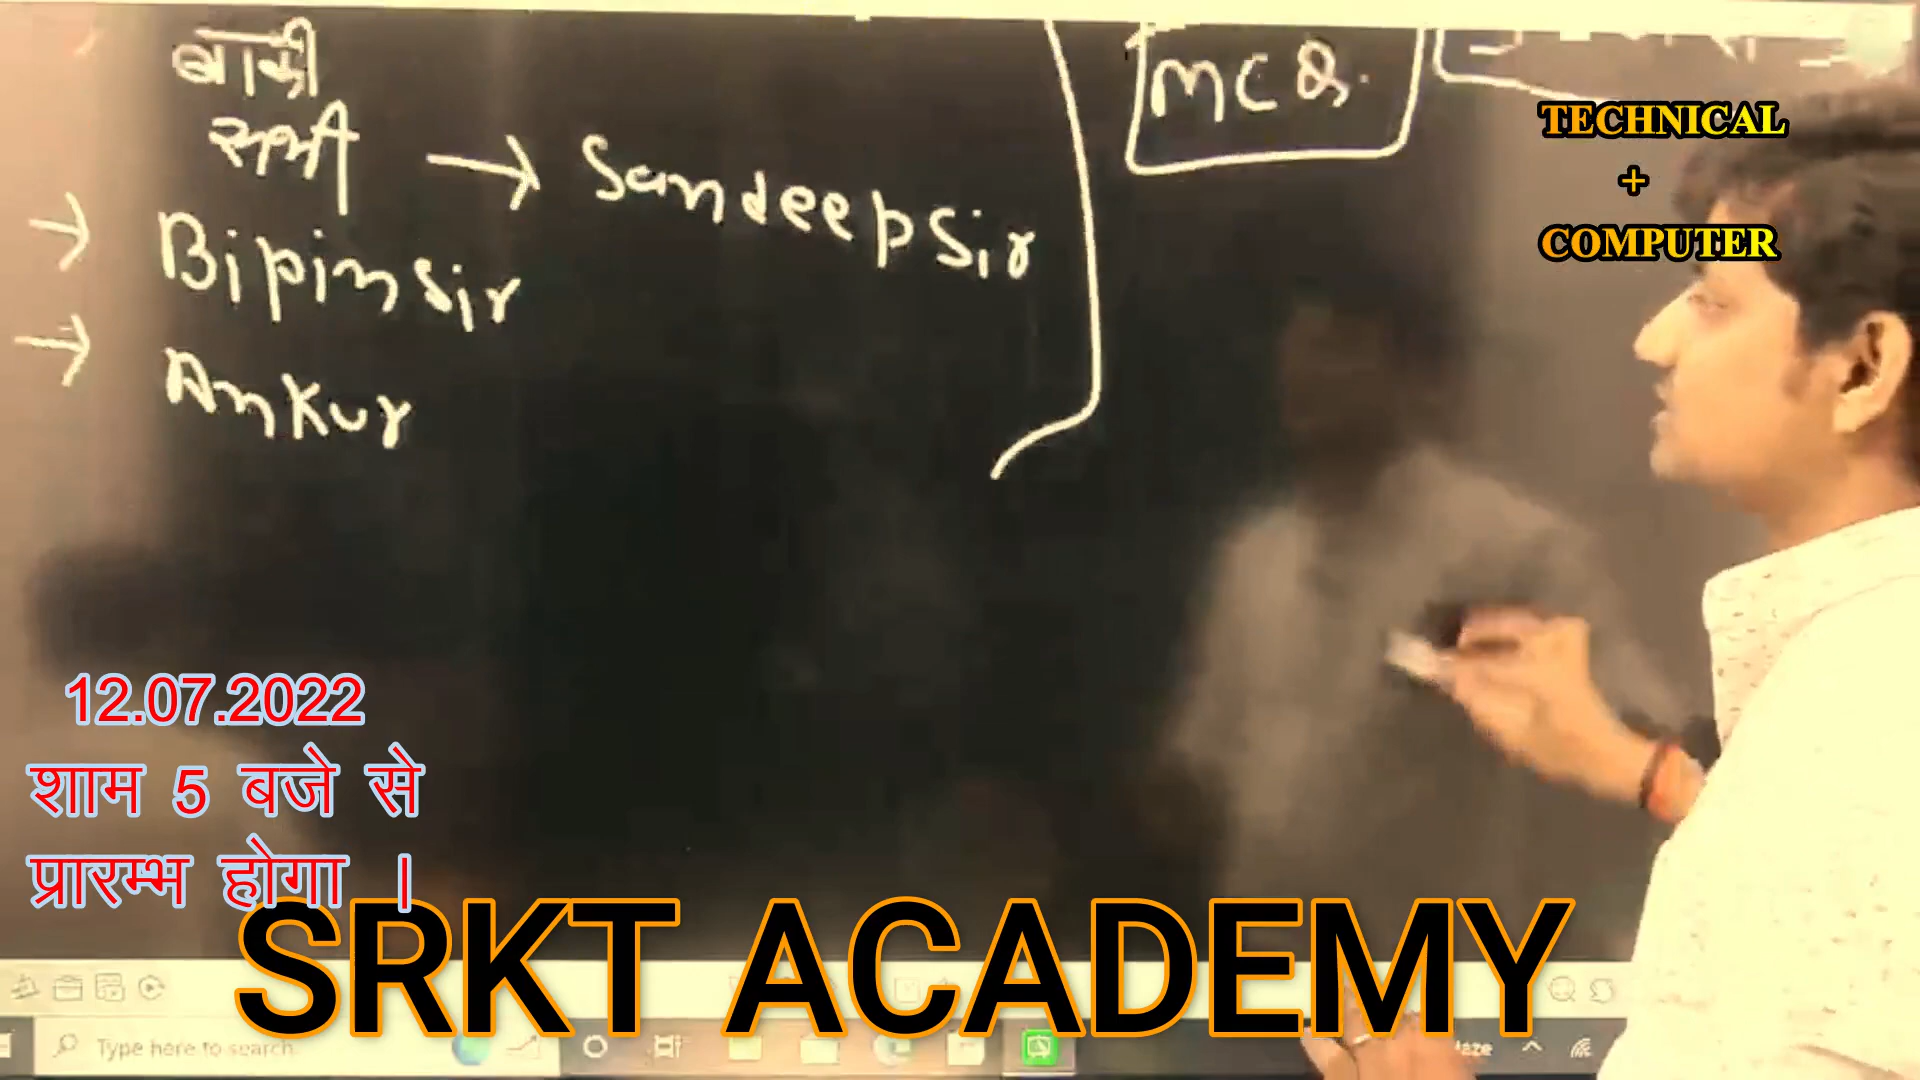 बाकी
सभी → Sandeep Sir
→ Bipin Sir
→ Ankur
MCQ.
TECHNICAL
+
COMPUTER
12.07.2022
शाम 5 बजे से
प्रारम्भ होगा ।
SRKT ACADEMY
Type here to search